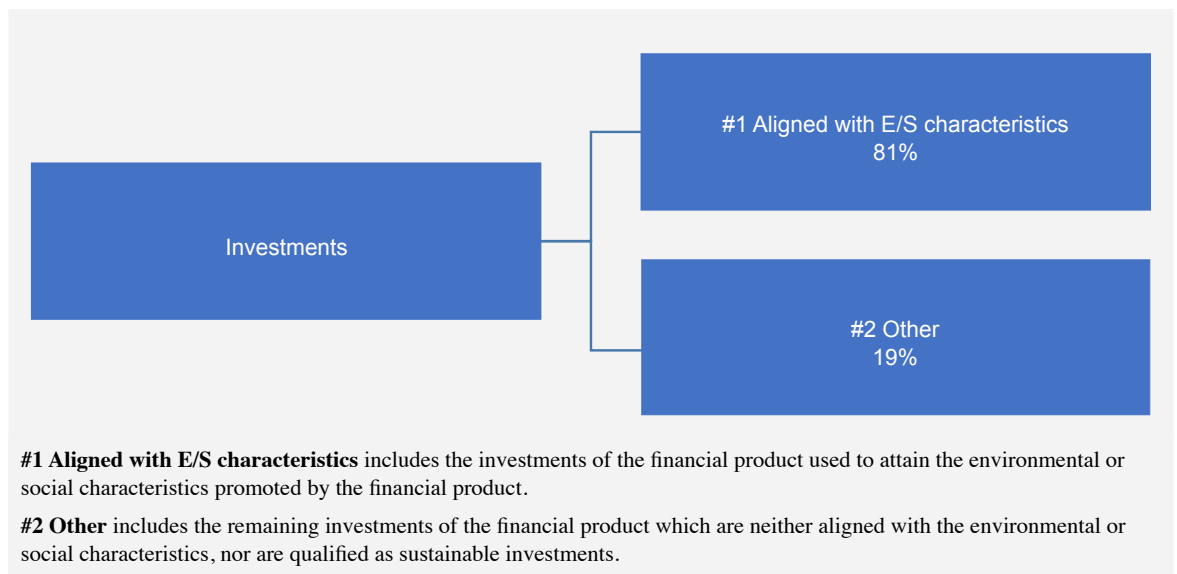 #1 Aligned with E/S characteristics
81%
Investments
#2 Other
19%
#1 Aligned with E/S characteristics includes the investments of the financial product used to attain the environmental or
social characteristics promoted by the financial product.
#2 Other includes the remaining investments of the financial product which are neither aligned with the environmental or
social characteristics, nor are qualified as sustainable investments.